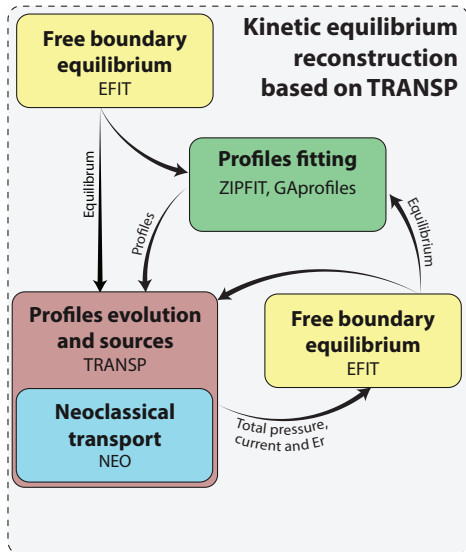 Kinetic equilibrium
reconstruction
based on TRANSP
Free boundary
equilibrium
EFIT
Equilibrum
Profiles fitting
ZIPFIT, GAprofiles
Profiles
Equilibrium
Profiles evolution
and sources
TRANSP
Free boundary
equilibrium
EFIT
Neoclassical
transport
NEO
Total pressure,
current and Er